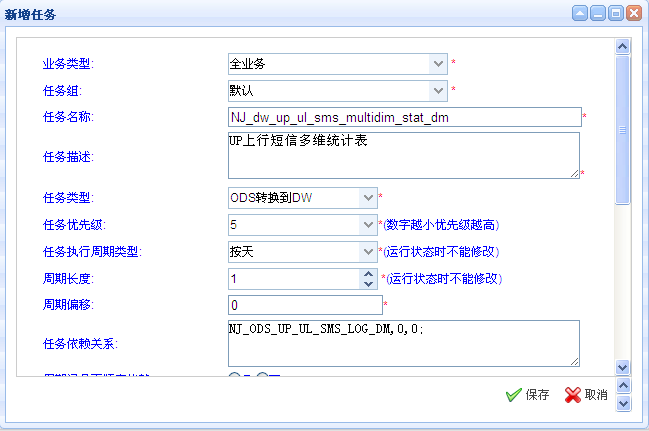 新增任务
业务类型: 全业务 *
任务组: 默认 *
任务名称: NJ_dw_up_ul_sms_multidim_stat_dm *
任务描述: UP上行短信多维统计表 *
任务类型: ODS转换到DW *
任务优先级: 5 *(数字越小优先级越高)
任务执行周期类型: 按天 *(运行状态时不能修改)
周期长度: 1 *(运行状态时不能修改)
周期偏移: 0 *
任务依赖关系: NJ_ODS_UP_UL_SMS_LOG_DM,0,0;
保存 取消